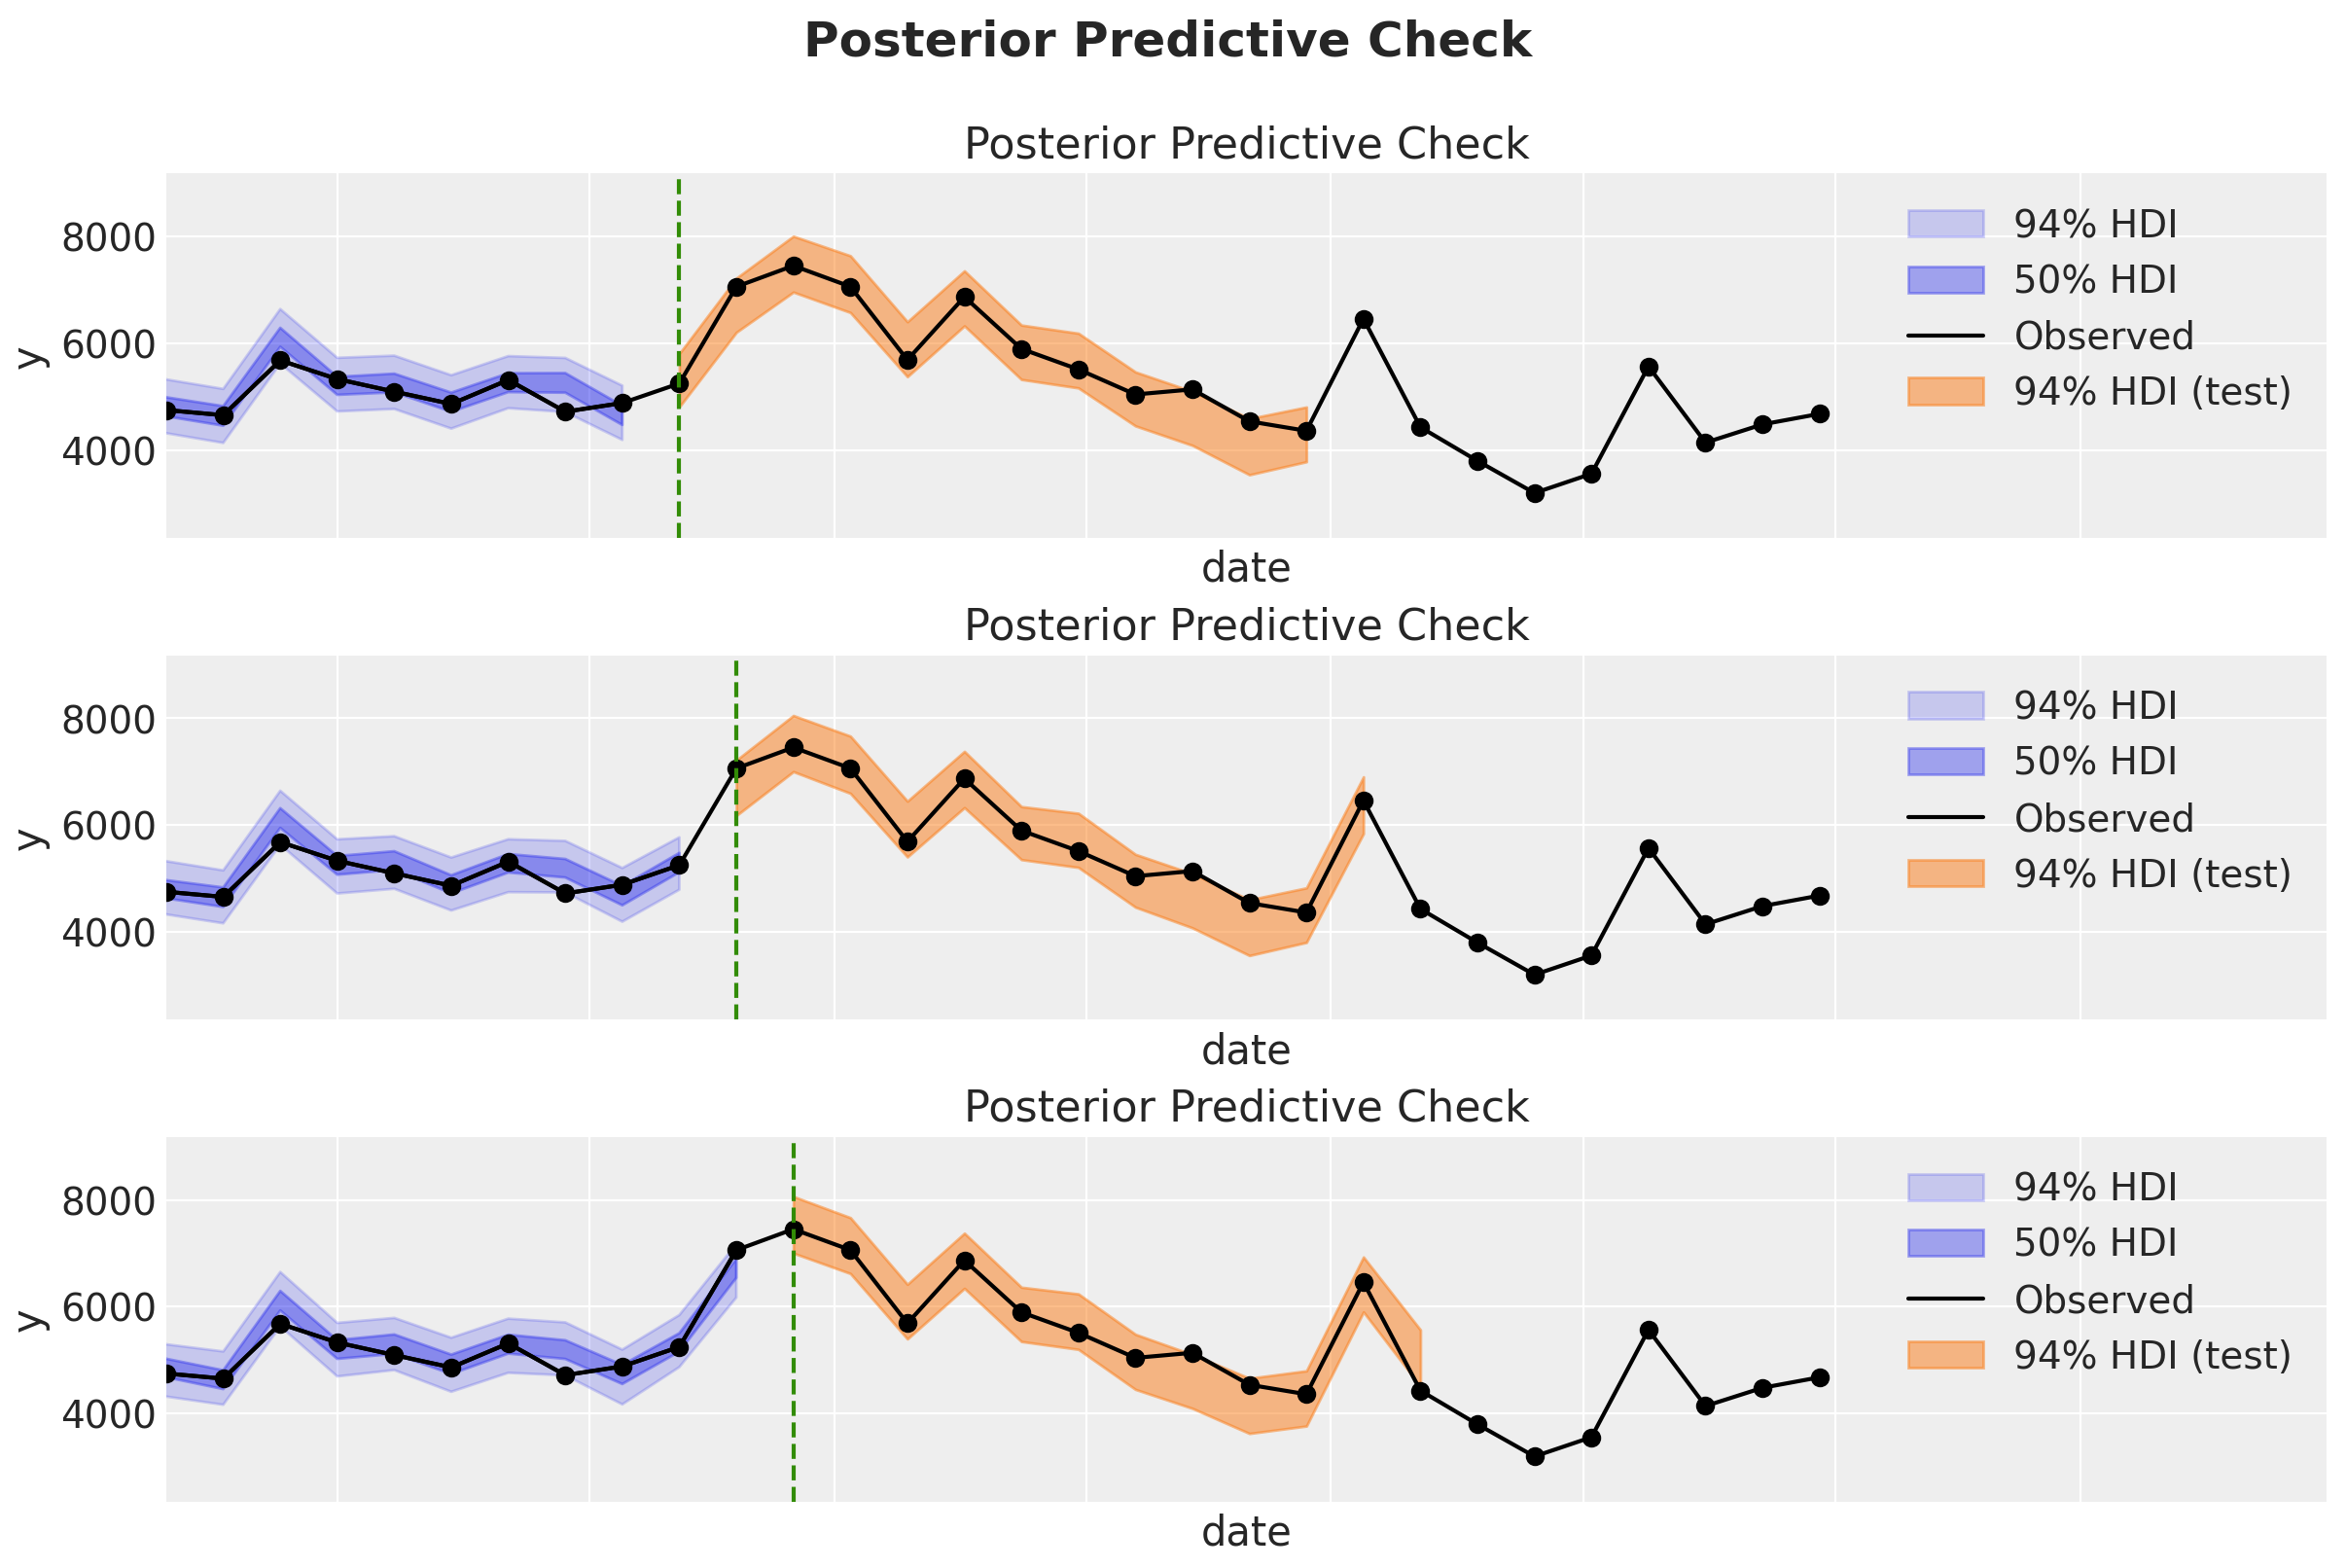 Posterior Predictive Check
Posterior Predictive Check
8000
6000
4000
y
94% HDI
50% HDI
Observed
94% HDI (test)
date
Posterior Predictive Check
8000
6000
4000
y
94% HDI
50% HDI
Observed
94% HDI (test)
date
Posterior Predictive Check
8000
6000
4000
y
94% HDI
50% HDI
Observed
94% HDI (test)
date